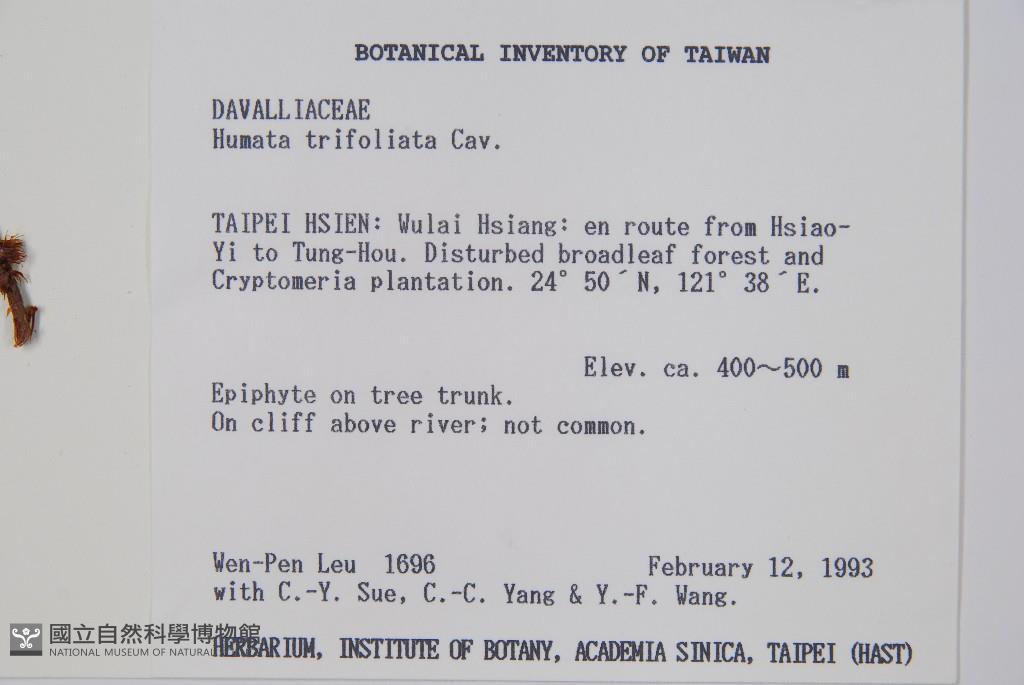 BOTANICAL INVENTORY OF TAIWAN
DAVALLIACEAE
Humata trifoliata Cav.
TAIPEI HSIEN: Wulai Hsiang: en route from Hsiao-
Yi to Tung-Hou. Disturbed broadleaf forest and
Cryptomeria plantation. 24° 50´N, 121° 38´E.
Elev. ca. 400～500 m
Epiphyte on tree trunk.
On cliff above river; not common.
Wen-Pen Leu 1696 February 12, 1993
with C.-Y. Sue, C.-C. Yang & Y.-F. Wang.
HERBARIUM, INSTITUTE OF BOTANY, ACADEMIA SINICA, TAIPEI (HAST)
國立自然科學博物館
NATIONAL MUSEUM OF NATURAL